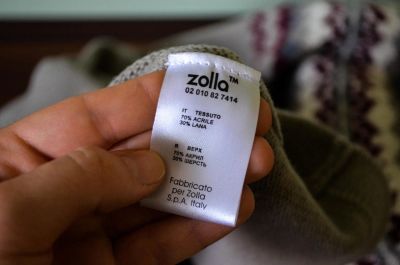 zolla™
02 010 82 7414
IT TESSUTO
70% ACRILE
30% LANA
R ВЕРХ
70% АКРИЛ
30% ШЕРСТЬ
Fabbricato
per Zolla
S.p.A. Italy